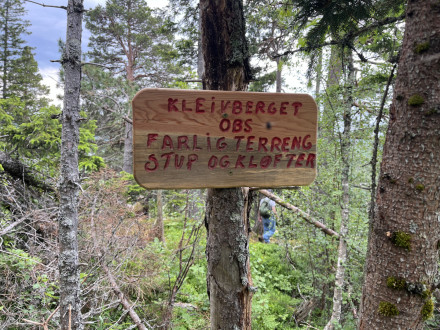 KLEIVBERGET
OBS
FARLIG TERRENG
STUP OG KLØFTER